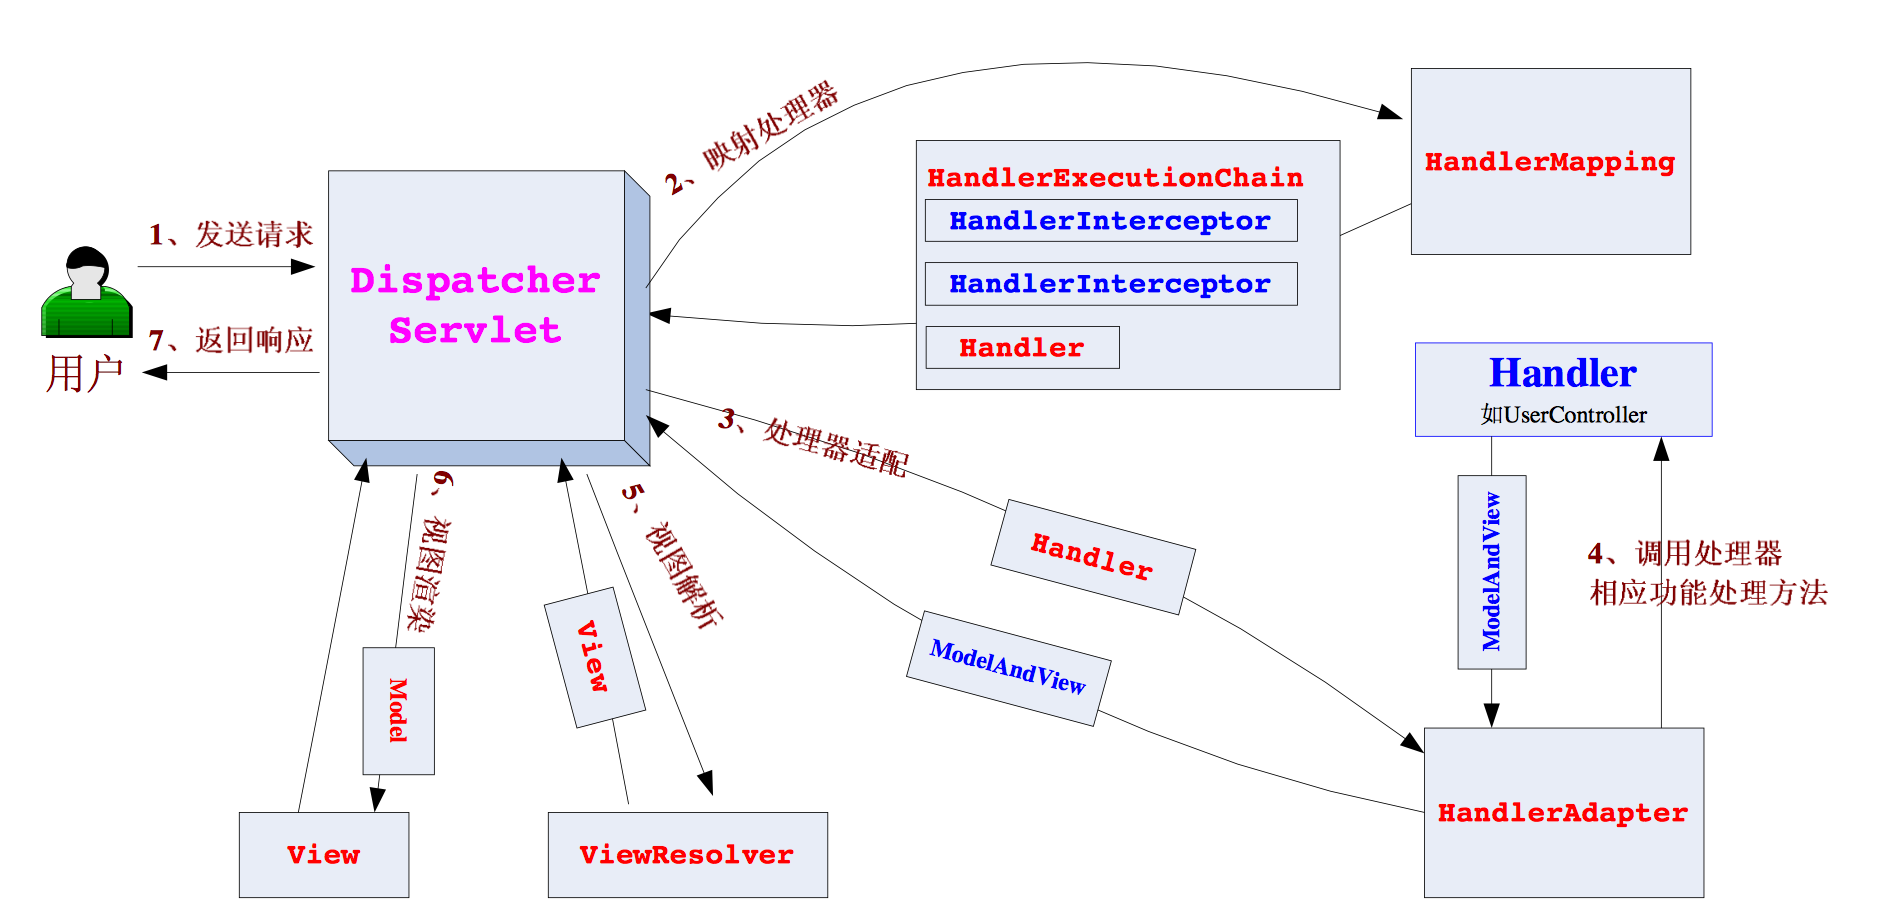 1、发送请求
7、返回响应
用户
Dispatcher
Servlet
2、映射处理器
HandlerExecutionChain
HandlerInterceptor
HandlerInterceptor
Handler
HandlerMapping
3、处理器适配
Handler
ModelAndView
Handler
如UserController
ModelAndView
4、调用处理器
相应功能处理方法
HandlerAdapter
5、视图解析
View
ViewResolver
6、视图渲染
Model
View